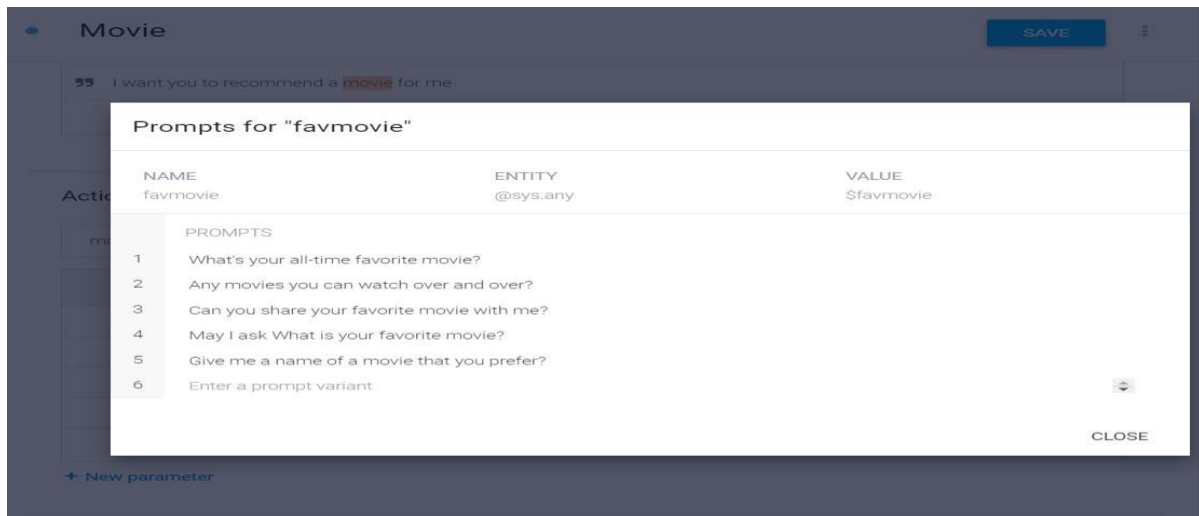 Movie
SAVE
I want you to recommend a movie for me
Prompts for "favmovie"
NAME ENTITY VALUE
Actio
favmovie @sys.any $favmovie
PROMPTS
mo
1 What's your all-time favorite movie?
2 Any movies you can watch over and over?
3 Can you share your favorite movie with me?
4 May I ask What is your favorite movie?
5 Give me a name of a movie that you prefer?
6 Enter a prompt variant
CLOSE
+ New parameter